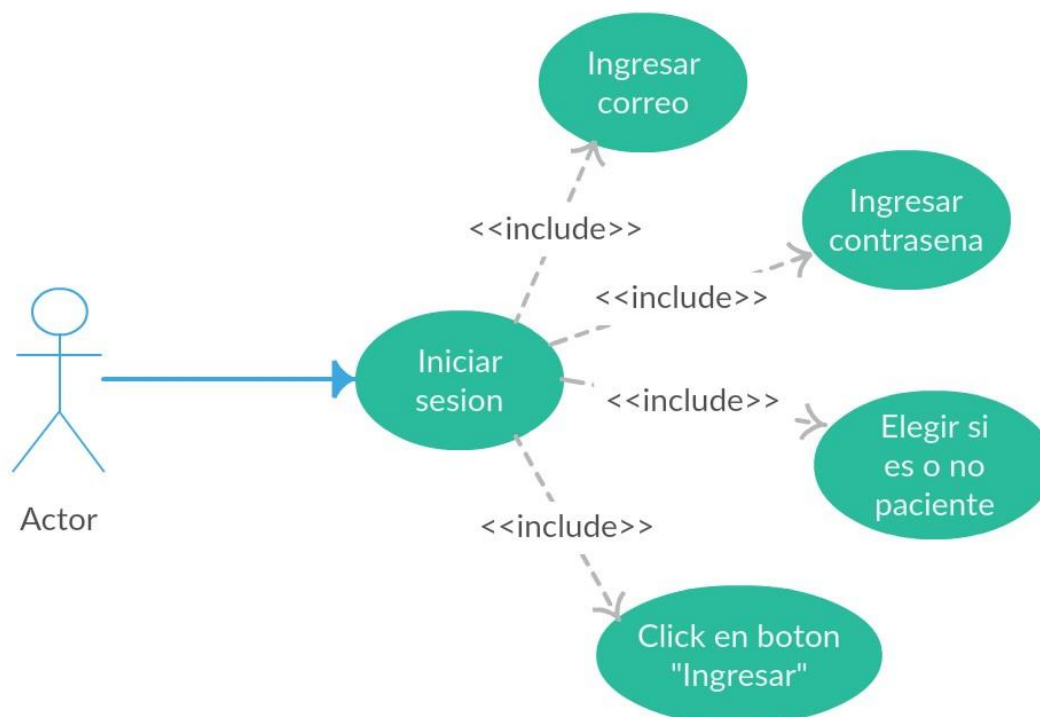 Ingresar
correo
<<include>>
Ingresar
contrasena
<<include>>
Iniciar
sesion
<<include>>
Elegir si
es o no
paciente
Actor
<<include>>
Click en boton
"Ingresar"